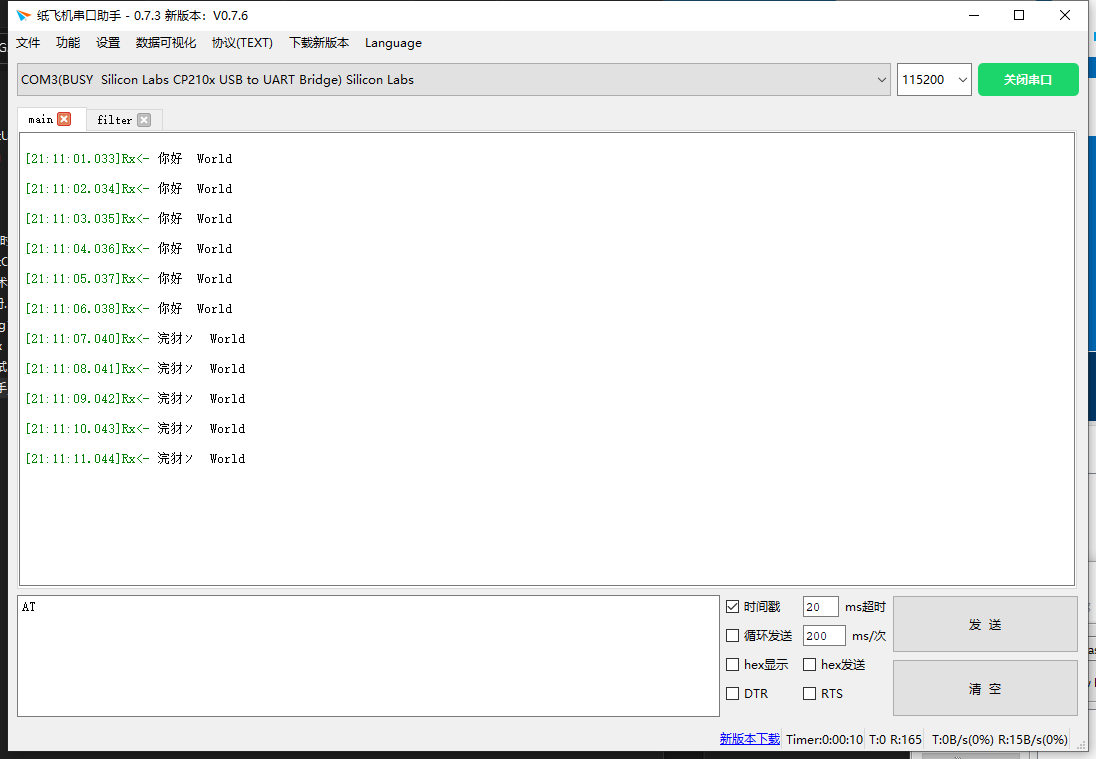 纸飞机串口助手 - 0.7.3 新版本：V0.7.6
文件 功能 设置 数据可视化 协议(TEXT) 下载新版本 Language
COM3(BUSY  Silicon Labs CP210x USB to UART Bridge) Silicon Labs 115200 关闭串口
main filter
[21:11:01.033]Rx<- 你好  World
[21:11:02.034]Rx<- 你好  World
[21:11:03.035]Rx<- 你好  World
[21:11:04.036]Rx<- 你好  World
[21:11:05.037]Rx<- 你好  World
[21:11:06.038]Rx<- 你好  World
[21:11:07.040]Rx<- 浣犲ソ  World
[21:11:08.041]Rx<- 浣犲ソ  World
[21:11:09.042]Rx<- 浣犲ソ  World
[21:11:10.043]Rx<- 浣犲ソ  World
[21:11:11.044]Rx<- 浣犲ソ  World
AT
时间戳 20 ms超时
循环发送 200 ms/次
hex显示 hex发送
DTR RTS
发 送
清 空
新版本下载 Timer:0:00:10 T:0 R:165 T:0B/s(0%) R:15B/s(0%)